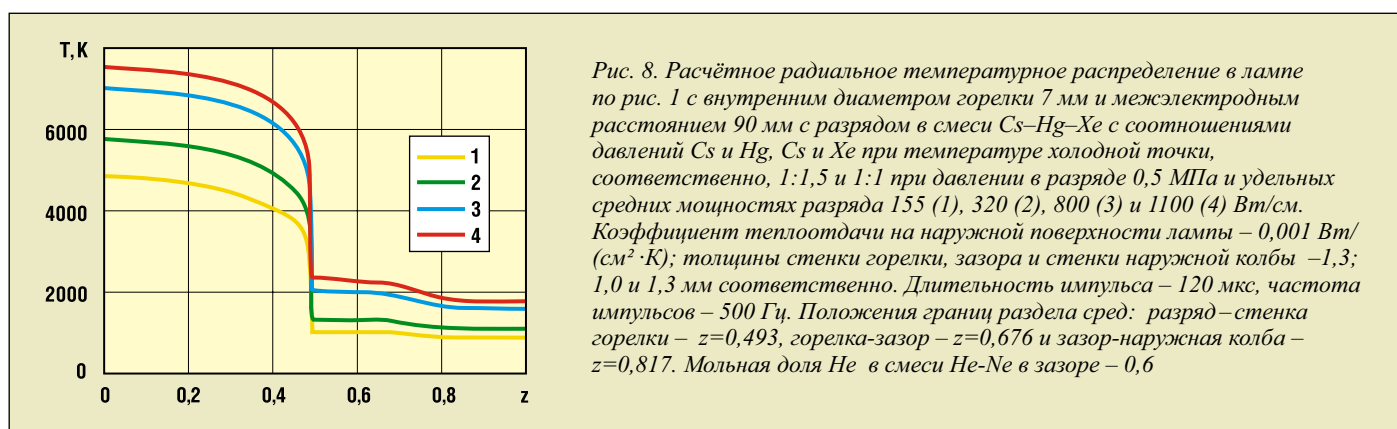 T, K
6000
4000
2000
0
0
0,2
0,4
0,6
0,8
z
1
2
3
4
Рис. 8. Расчётное радиальное температурное распределение в лампе
по рис. 1 с внутренним диаметром горелки 7 мм и межэлектродным
расстоянием 90 мм с разрядом в смеси Cs–Hg–Xe с соотношениями
давлений Cs и Hg, Cs и Xe при температуре холодной точки,
соответственно, 1:1,5 и 1:1 при давлении в разряде 0,5 МПа и удельных
средних мощностях разряда 155 (1), 320 (2), 800 (3) и 1100 (4) Вт/см.
Коэффициент теплоотдачи на наружной поверхности лампы – 0,001 Вт/
(см² ·К); толщины стенки горелки, зазора и стенки наружной колбы –1,3;
1,0 и 1,3 мм соответственно. Длительность импульса – 120 мкс, частота
импульсов – 500 Гц. Положения границ раздела сред: разряд–стенка
горелки – z=0,493, горелка-зазор – z=0,676 и зазор-наружная колба –
z=0,817. Мольная доля He в смеси He-Ne в зазоре – 0,6